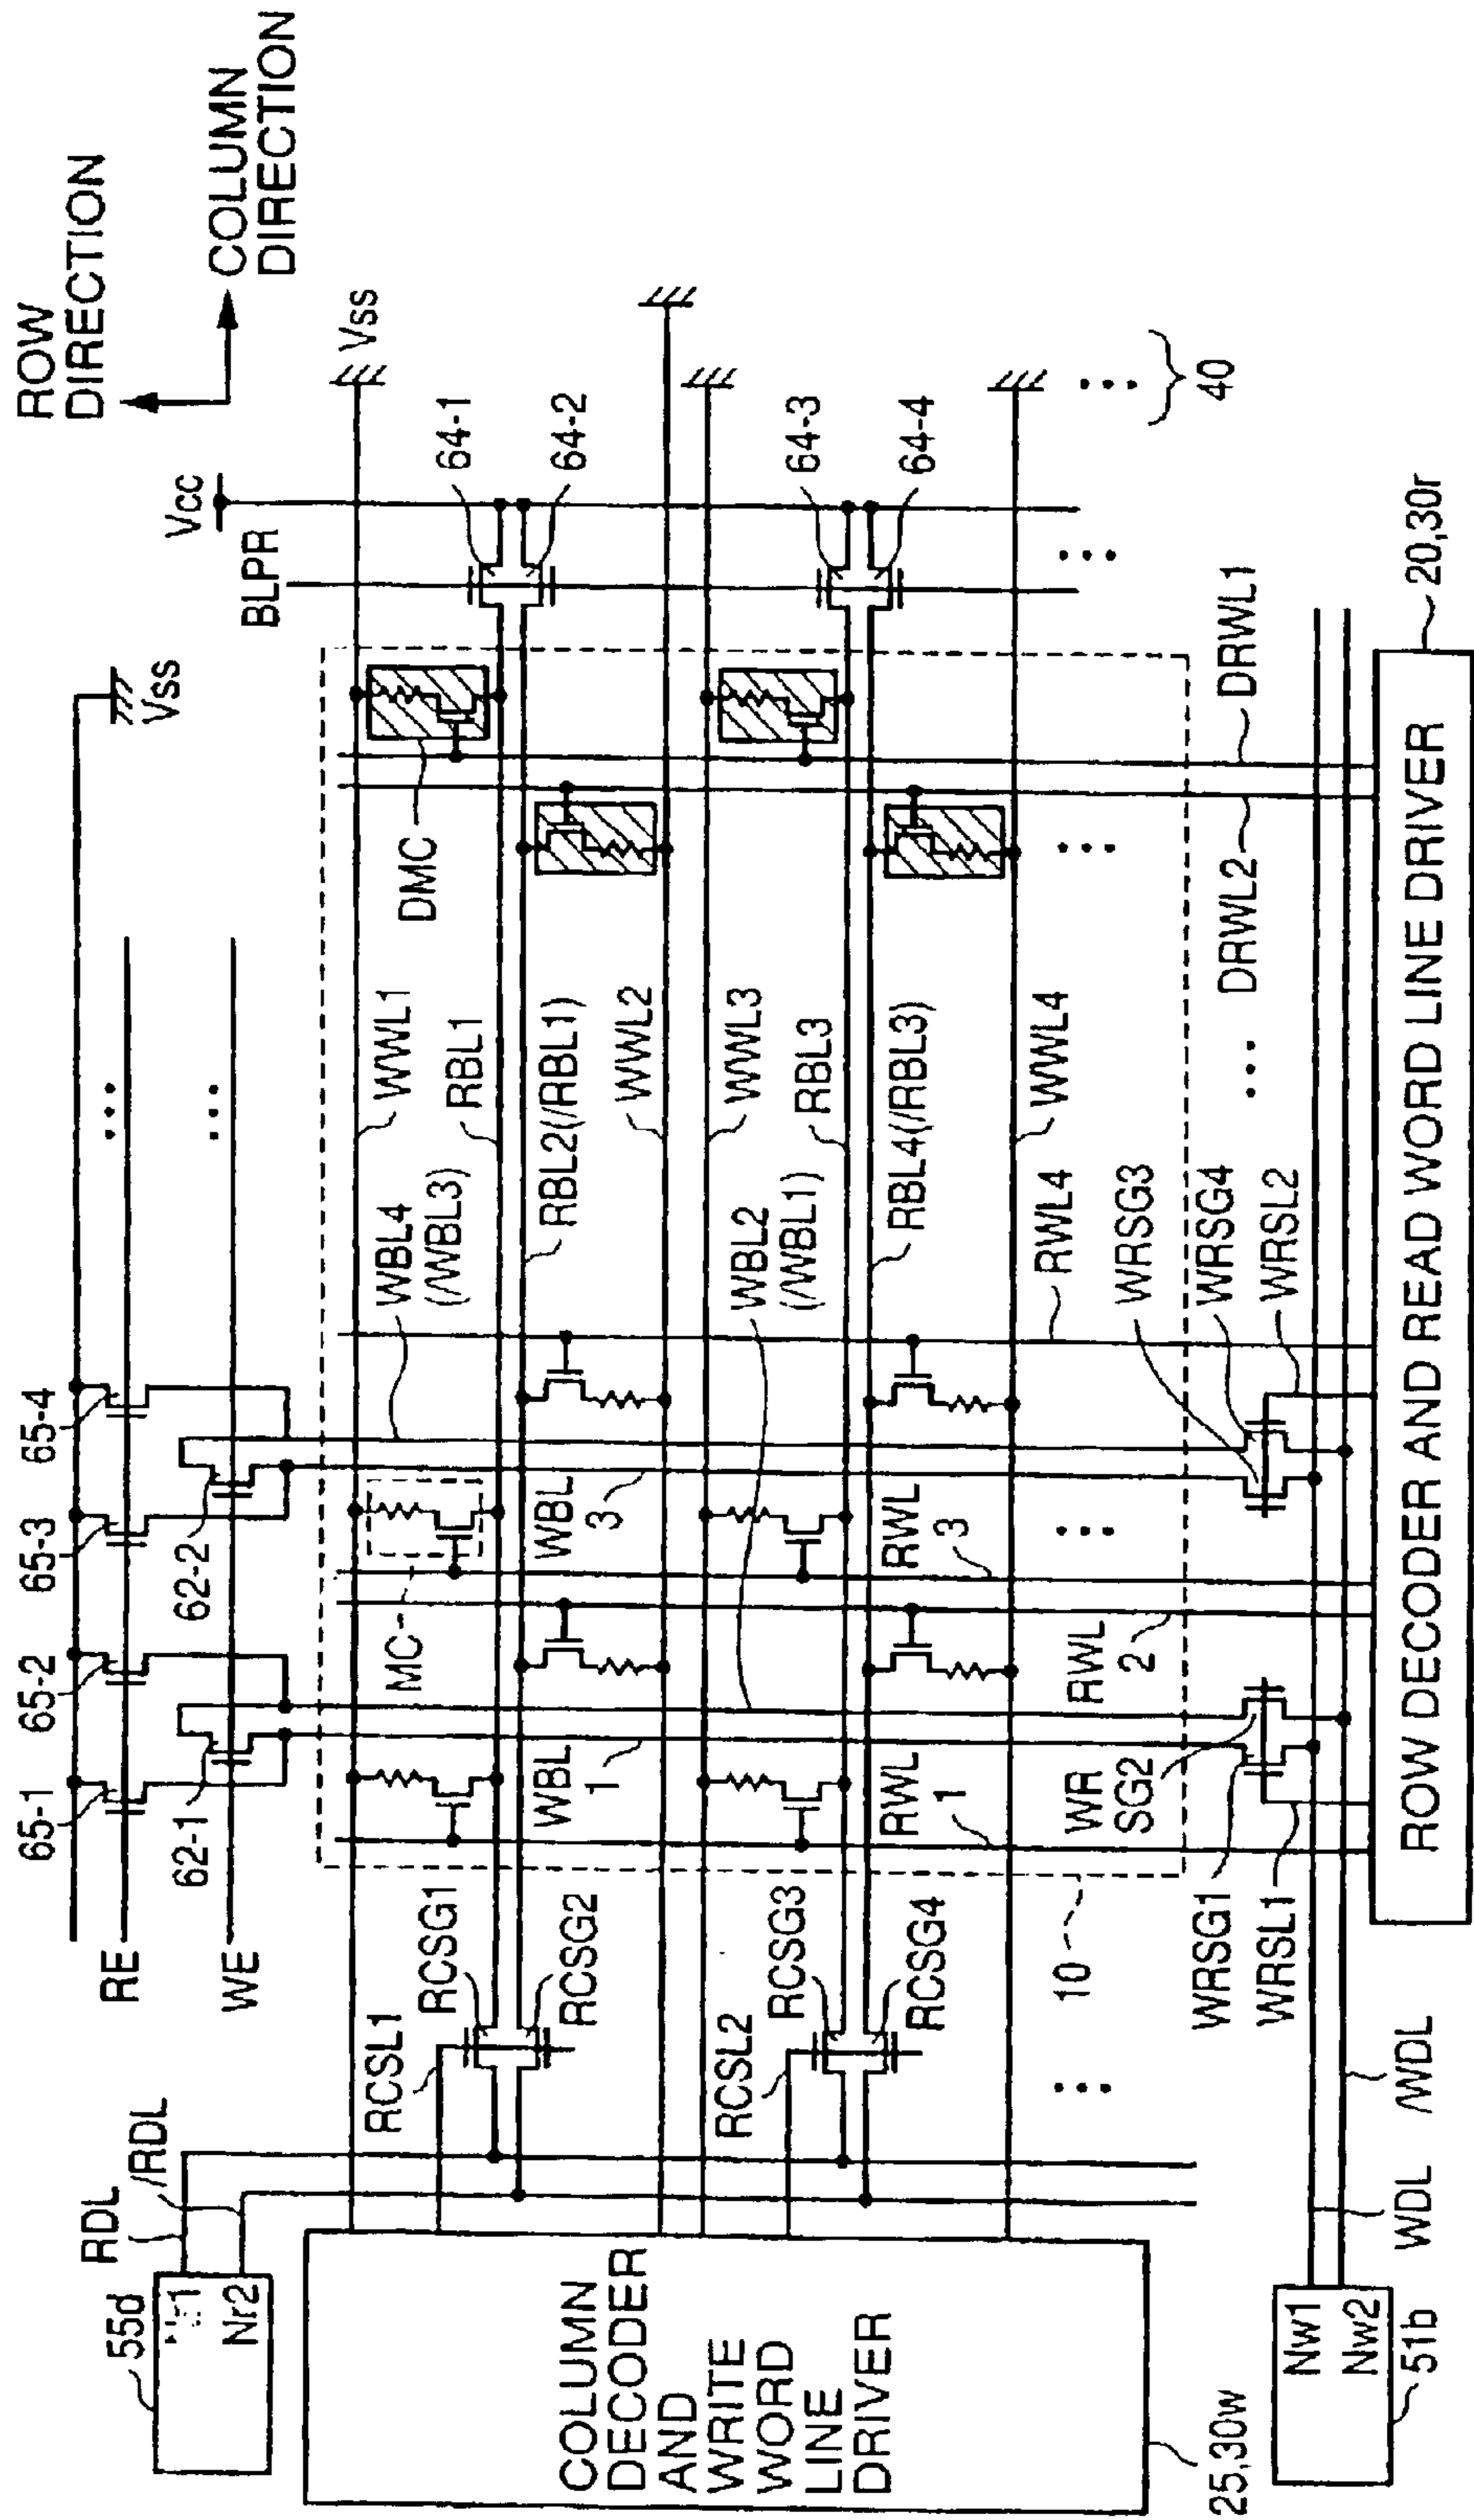 ROW
DIRECTION
COLUMN
DIRECTION
65-1
65-2
65-3
65-4
Vss
RE
62-1
62-2
WE
Vcc
BLPR
Vss
64-1
64-2
64-3
64-4
40
55d
RDL
/RDL
Nr1
Nr2
COLUMN
DECODER
AND
WRITE
WORD
LINE
DRIVER
25,30w
RCSL1
RCSG1
RCSG2
RCSL2
RCSG3
RCSG4
10
MC
DMC
WWL1
WBL4
(/WBL3)
RBL1
RBL2(/RBL1)
WWL2
WBL
1
WBL
3
WWL3
WBL2
(/WBL1)
RBL3
RBL4(/RBL3)
WWL4
RWL
1
RWL
3
RWL
2
RWL4
WR
SG2
WRSG1
WRSL1
WRSG3
WRSG4
WRSL2
DRWL2
DRWL1
20,30r
ROW DECODER AND READ WORD LINE DRIVER
Nw1
Nw2
51b
WDL
/WDL